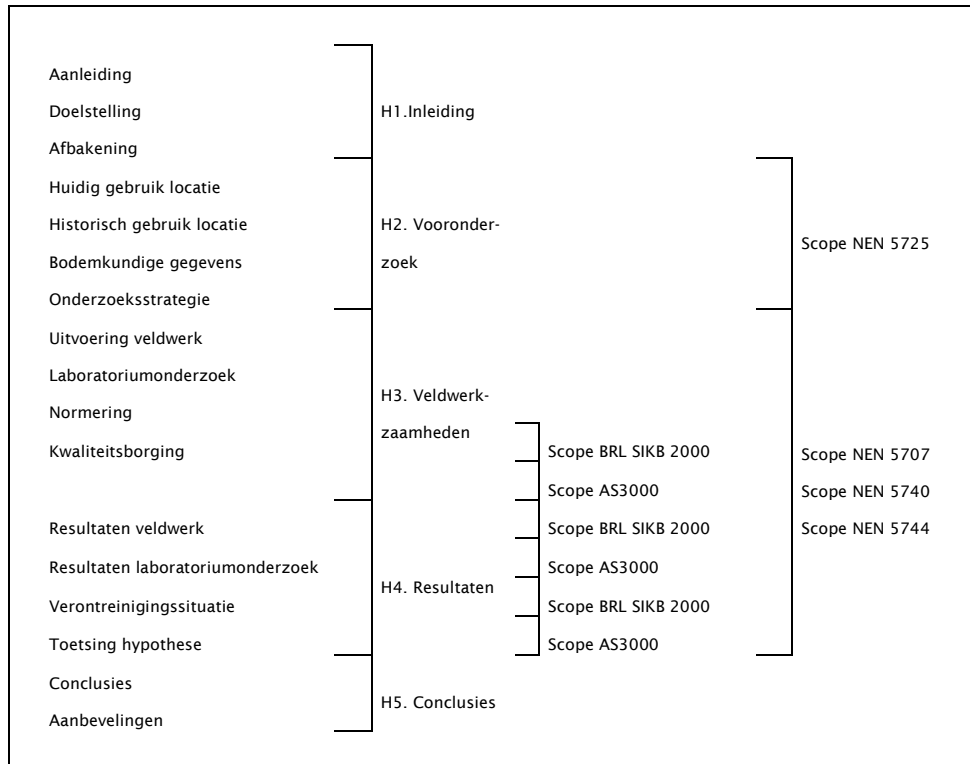 Aanleiding
Doelstelling
Afbakening
H1.Inleiding
Huidig gebruik locatie
Historisch gebruik locatie
Bodemkundige gegevens
Onderzoeksstrategie
H2. Vooronder-
zoek
Scope NEN 5725
Uitvoering veldwerk
Laboratoriumonderzoek
Normering
Kwaliteitsborging
H3. Veldwerk-
zaamheden
Scope BRL SIKB 2000
Scope AS3000
Resultaten veldwerk
Resultaten laboratoriumonderzoek
Verontreinigingssituatie
Toetsing hypothese
H4. Resultaten
Scope BRL SIKB 2000
Scope AS3000
Scope BRL SIKB 2000
Scope AS3000
Scope NEN 5707
Scope NEN 5740
Scope NEN 5744
Conclusies
Aanbevelingen
H5. Conclusies